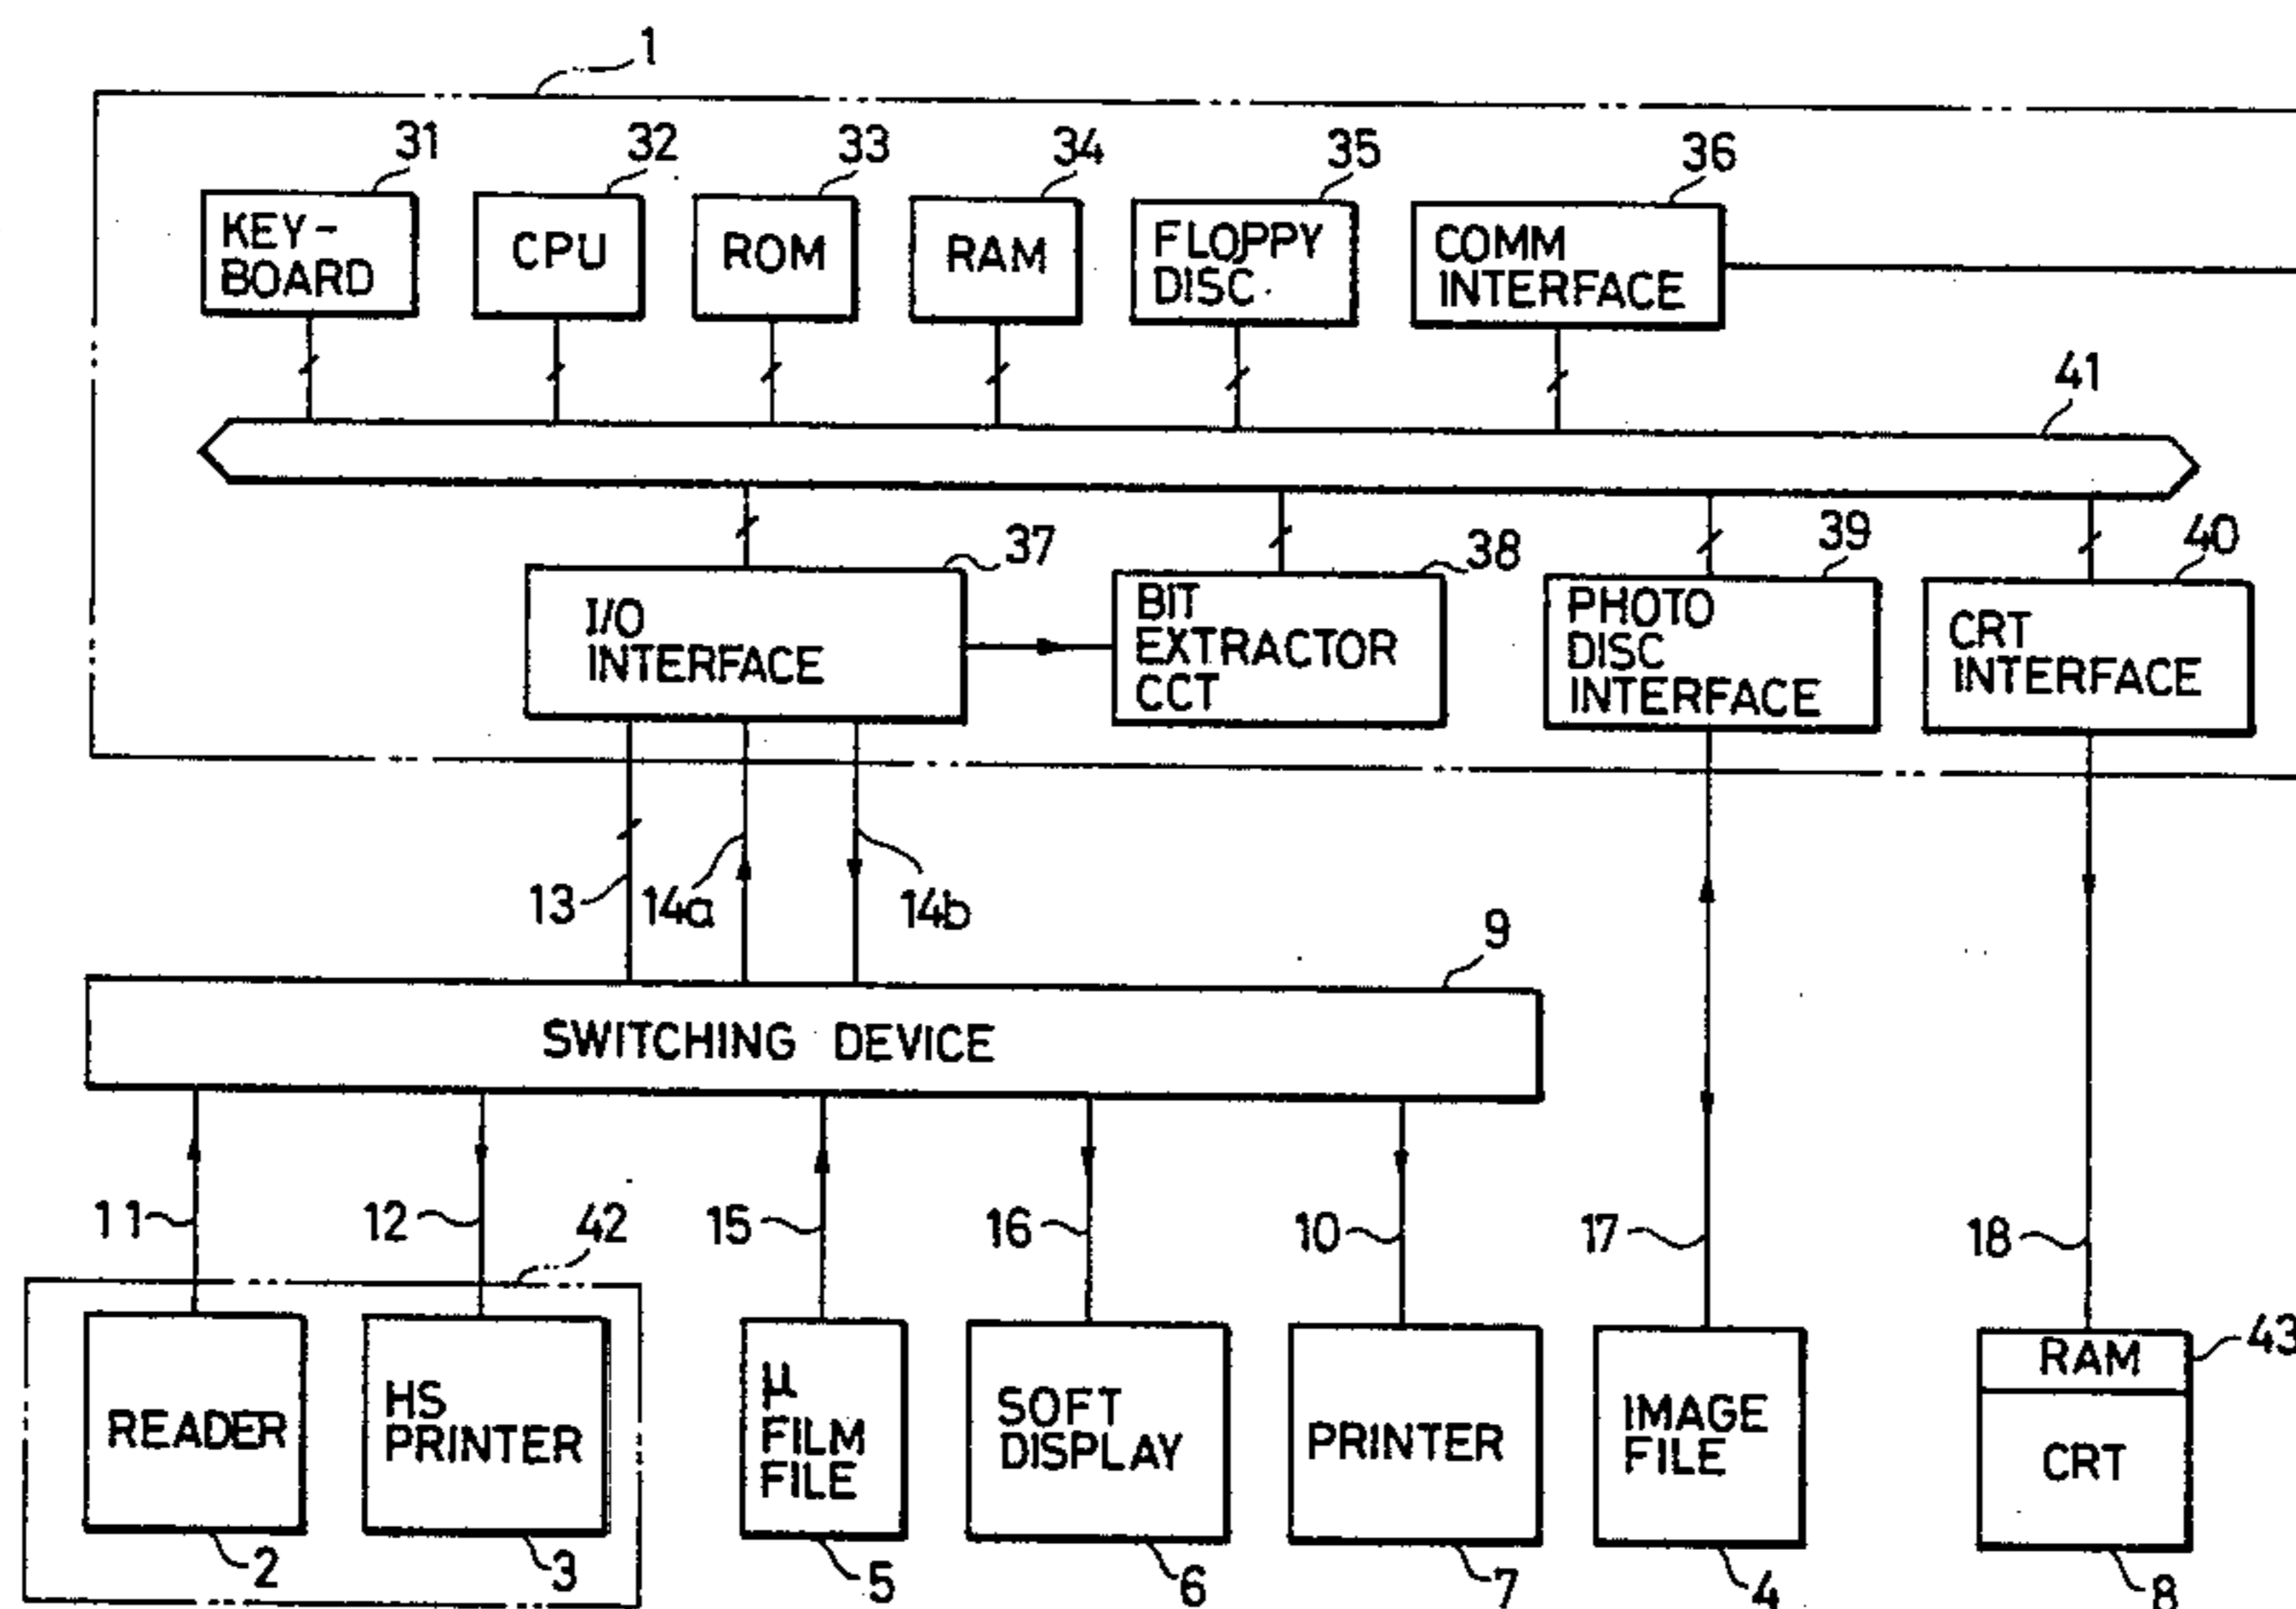 1
31
32
33
34
35
36
KEY-
BOARD
CPU
ROM
RAM
FLOPPY
DISC
COMM
INTERFACE
41
37
38
39
40
I/O
INTERFACE
BIT
EXTRACTOR
CCT
PHOTO
DISC
INTERFACE
CRT
INTERFACE
13
14a
14b
9
SWITCHING DEVICE
11
12
42
15
16
10
17
18
READER
HS
PRINTER
μ
FILM
FILE
SOFT
DISPLAY
PRINTER
IMAGE
FILE
RAM
43
CRT
2
3
5
6
7
4
8